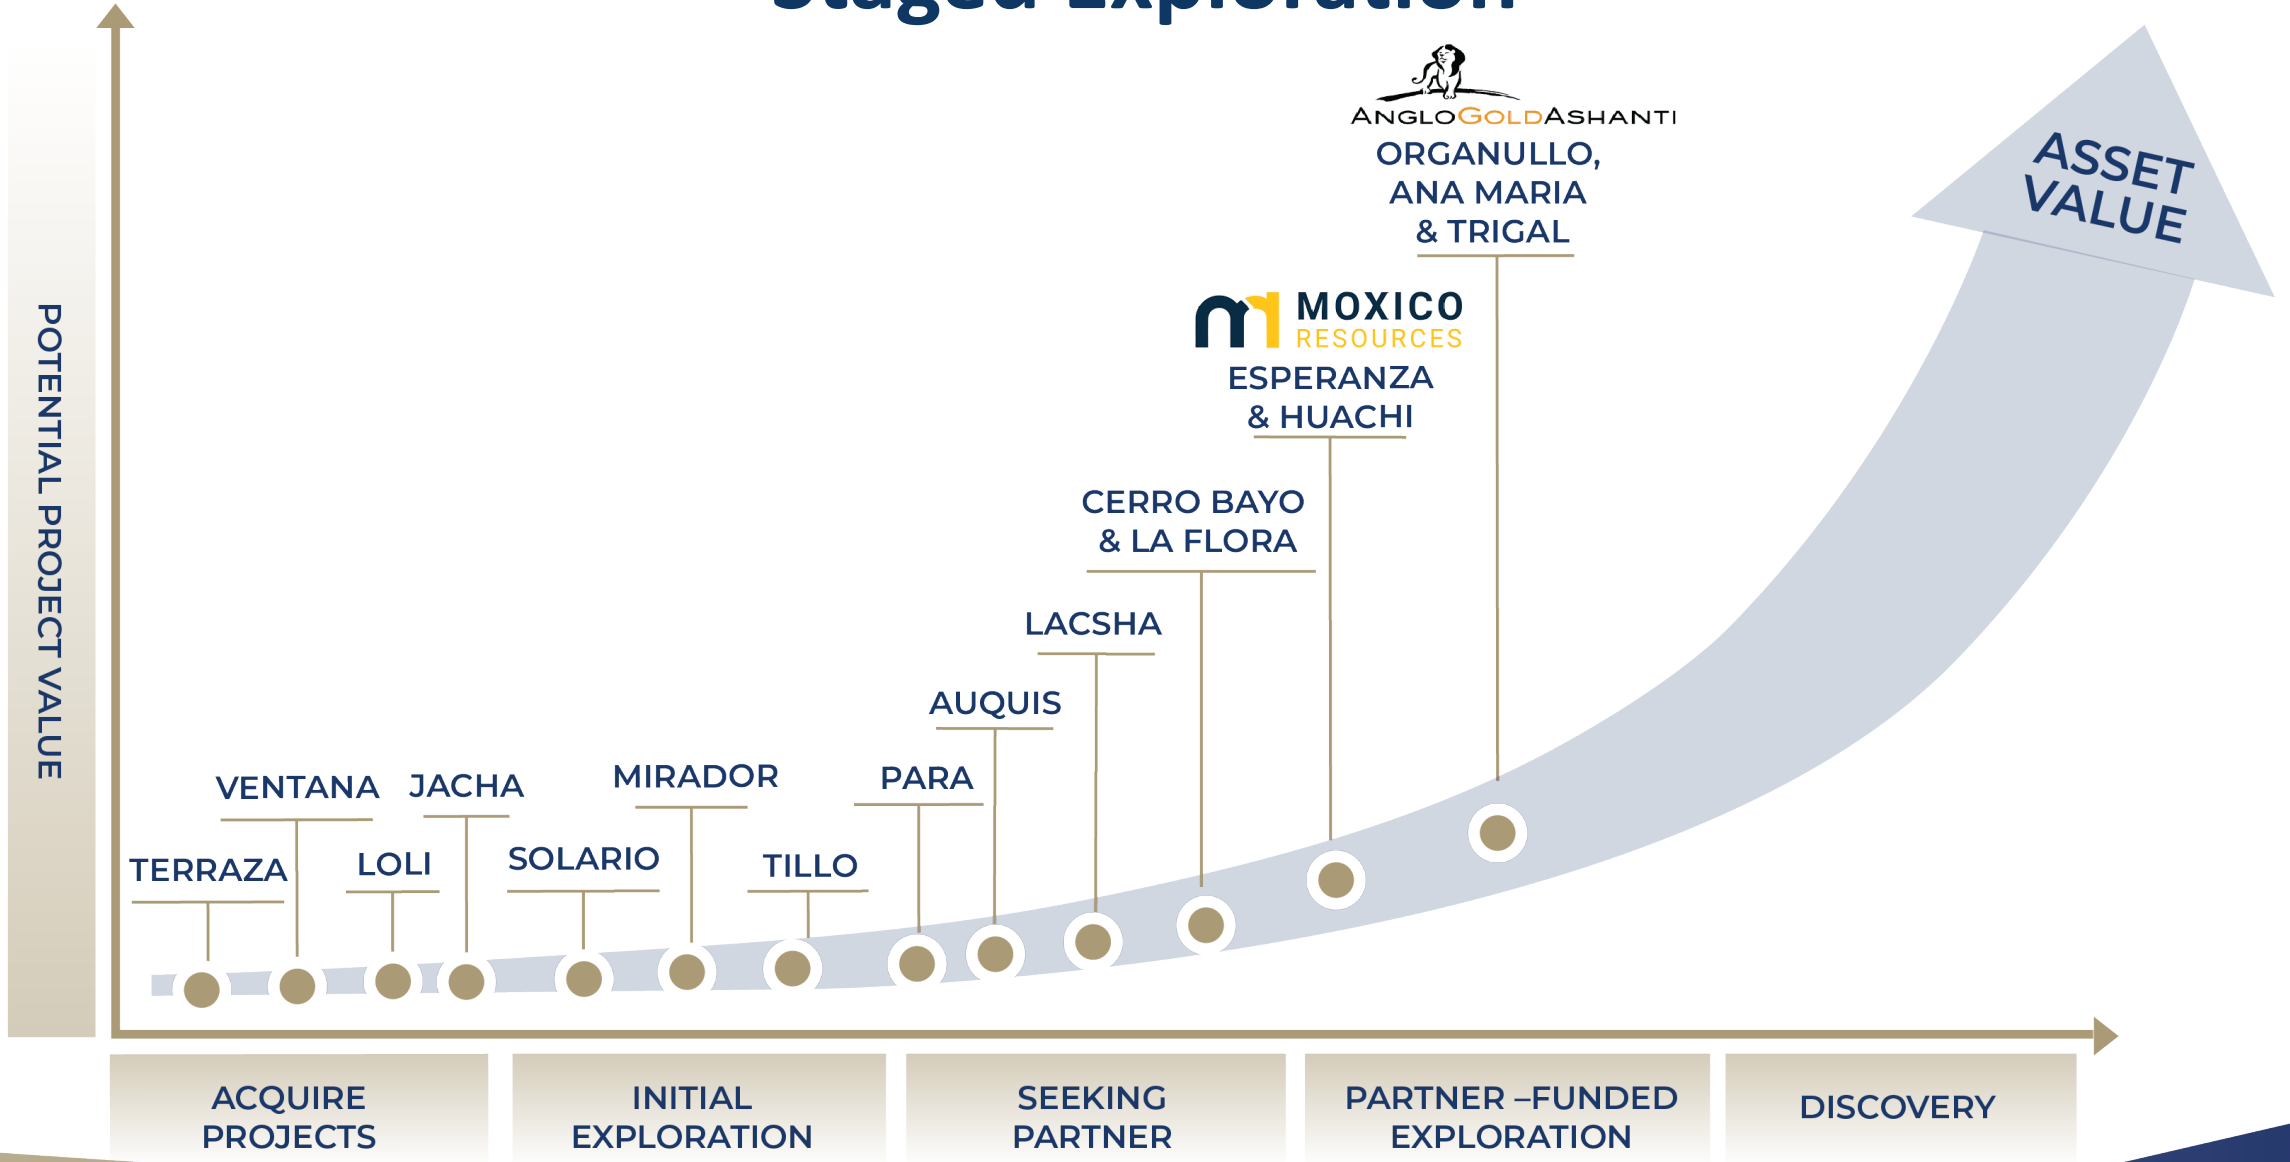 Staged Exploration
ANGLOGOLDASHANTI
ORGANULLO,
ANA MARIA
& TRIGAL
ASSET
VALUE
MOXICO
RESOURCES
ESPERANZA
& HUACHI
CERRO BAYO
& LA FLORA
LACSHA
AUQUIS
PARA
MIRADOR
TILLO
SOLARIO
JACHA
LOLI
VENTANA
TERRAZA
POTENTIAL PROJECT VALUE
ACQUIRE
PROJECTS
INITIAL
EXPLORATION
SEEKING
PARTNER
PARTNER –FUNDED
EXPLORATION
DISCOVERY